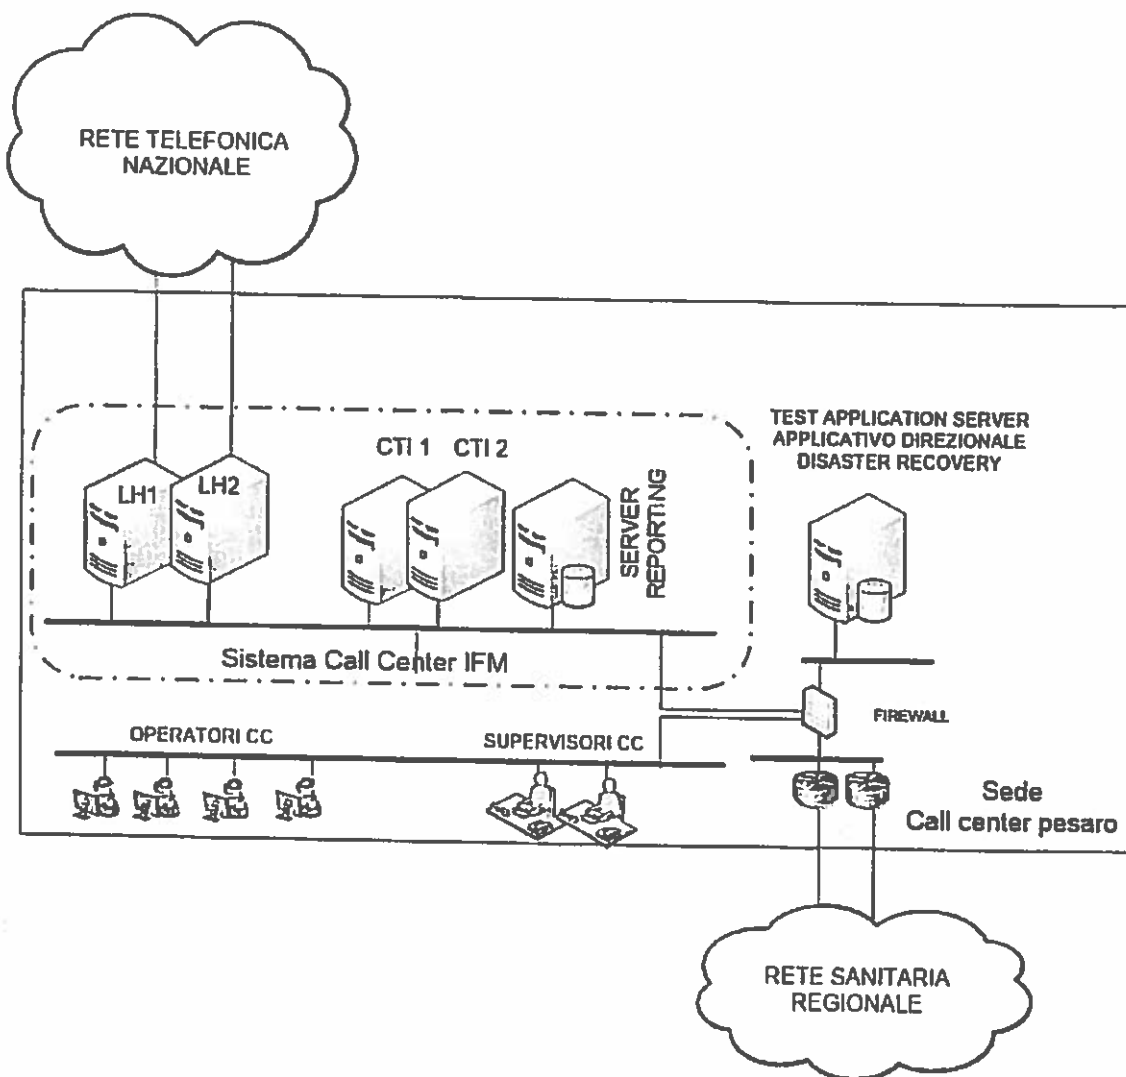 RETE TELEFONICA
NAZIONALE
TEST APPLICATION SERVER
APPLICATIVO DIREZIONALE
DISASTER RECOVERY
CTI 1 CTI 2
LH1
LH2
SERVER
REPORTING
Sistema Call Center IFM
FIREWALL
OPERATORI CC
SUPERVISORI CC
Sede
Call center pesaro
RETE SANITARIA
REGIONALE